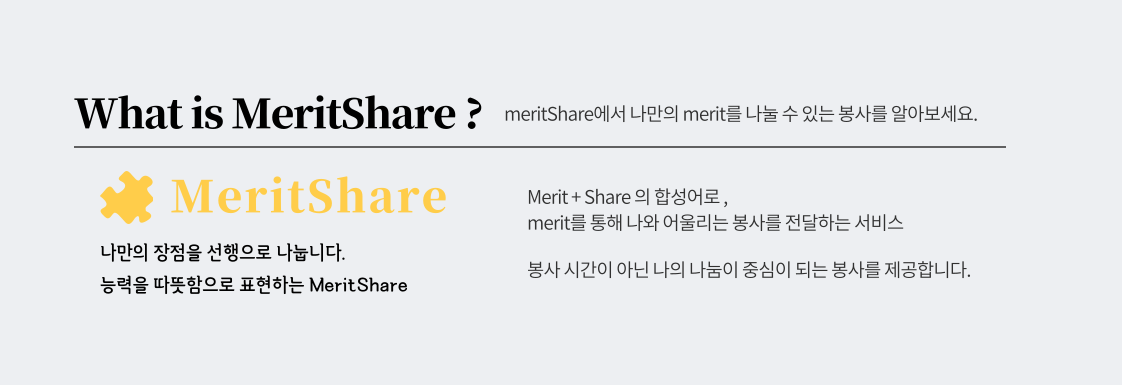 What is MeritShare ?
meritShare에서 나만의 merit를 나눌 수 있는 봉사를 알아보세요.
MeritShare
나만의 장점을 선행으로 나눕니다.
능력을 따뜻함으로 표현하는 MeritShare
Merit + Share 의 합성어로 ,
merit를 통해 나와 어울리는 봉사를 전달하는 서비스
봉사 시간이 아닌 나의 나눔이 중심이 되는 봉사를 제공합니다.